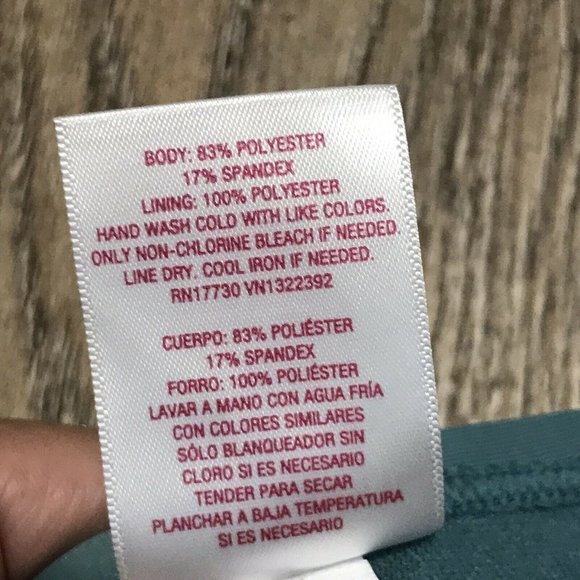 BODY: 83% POLYESTER
17% SPANDEX
LINING: 100% POLYESTER
HAND WASH COLD WITH LIKE COLORS.
ONLY NON-CHLORINE BLEACH IF NEEDED.
LINE DRY. COOL IRON IF NEEDED.
RN17730 VN1322392
CUERPO: 83% POLIÉSTER
17% SPANDEX
FORRO: 100% POLIÉSTER
LAVAR A MANO CON AGUA FRÍA
CON COLORES SIMILARES
SÓLO BLANQUEADOR SIN
CLORO SI ES NECESARIO
TENDER PARA SECAR
PLANCHAR A BAJA TEMPERATURA
SI ES NECESARIO